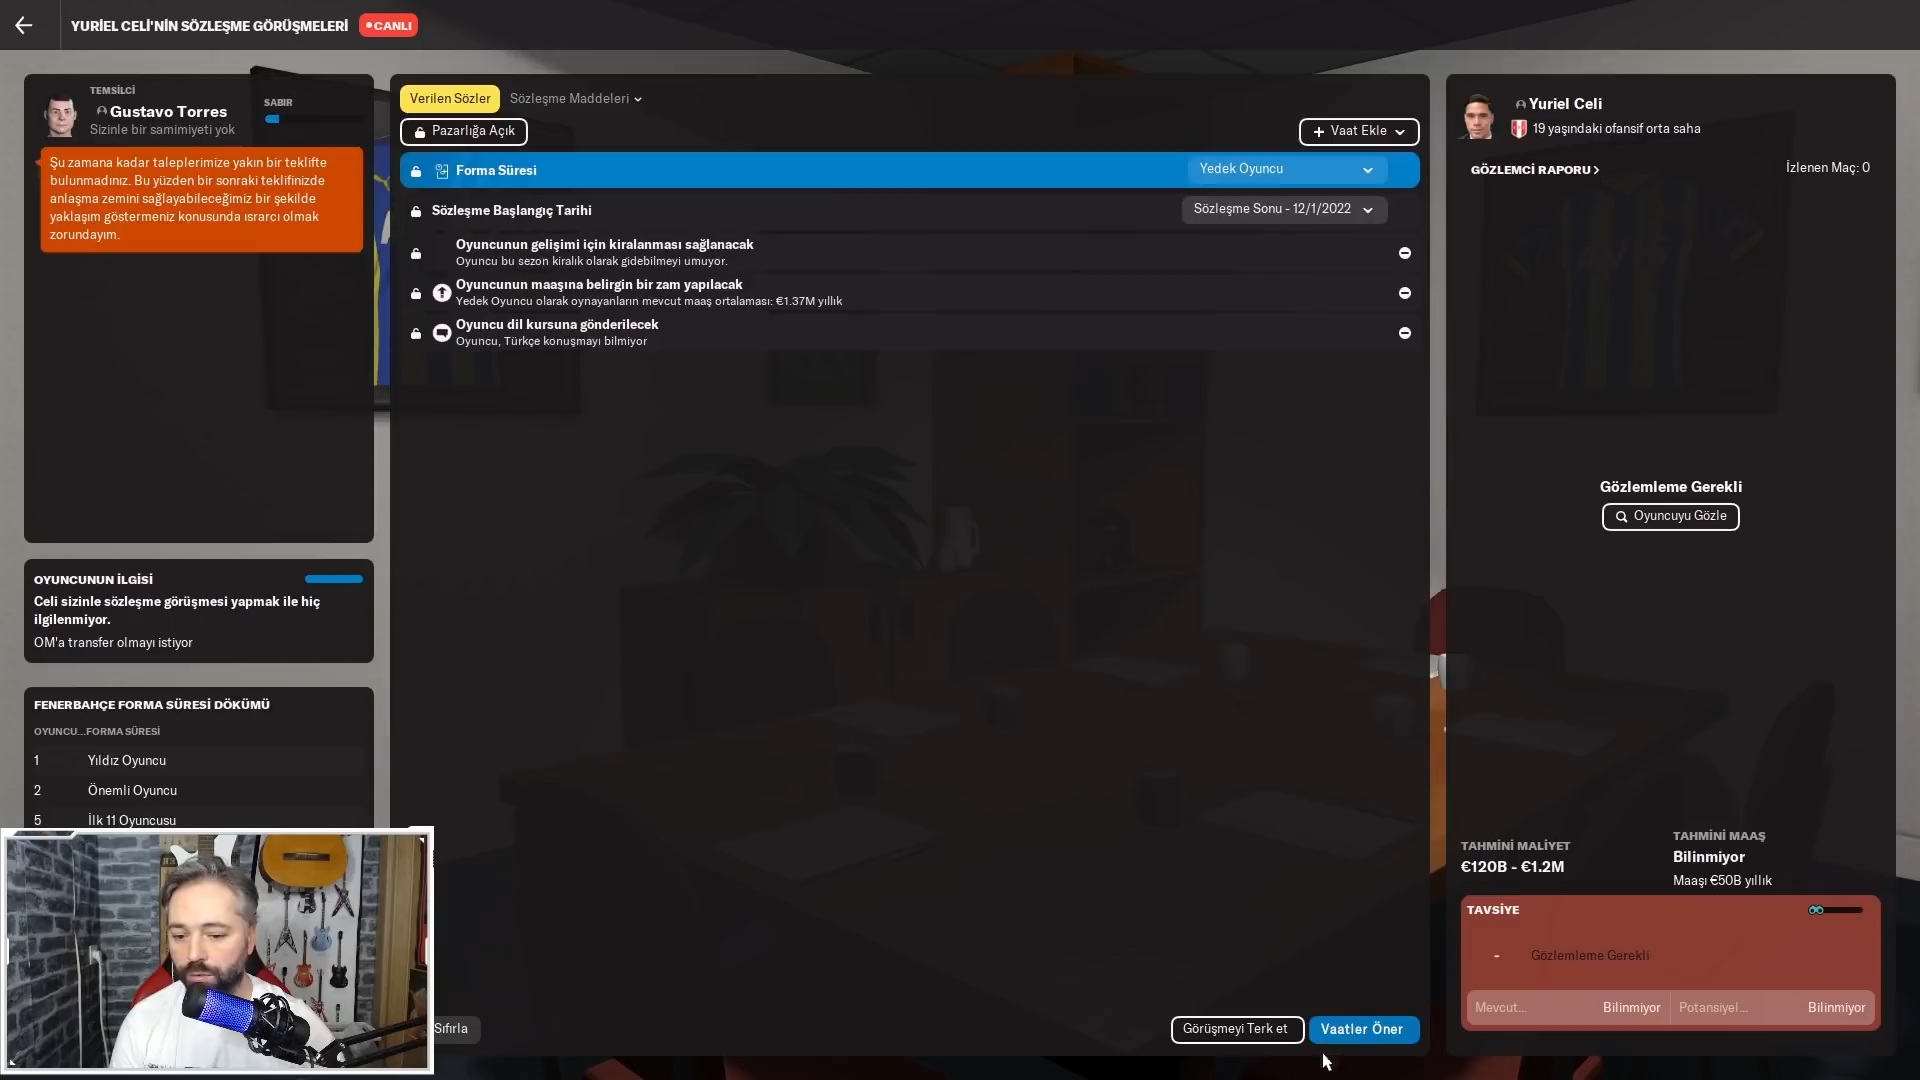 YURİEL CELİ'NİN SÖZLEŞME GÖRÜŞMELERİ
CANLI
TEMSİLCİ
Gustavo Torres
Sizinle bir samimiyeti yok
SABIR
Şu zamana kadar taleplerimize yakın bir teklifte
bulunmadınız. Bu yüzden bir sonraki teklifinizde
anlaşma zemini sağlayabileceğimiz bir şekilde
yaklaşım göstermeniz konusunda ısrarcı olmak
zorundayım.
OYUNCUNUN İLGİSİ
Celi sizinle sözleşme görüşmesi yapmak ile hiç
ilgilenmiyor.
OM'a transfer olmayı istiyor
FENERBAHÇE FORMA SÜRESİ DÖKÜMÜ
OYUNCU...FORMA SÜRESİ
1 Yıldız Oyuncu
2 Önemli Oyuncu
5 İlk 11 Oyuncusu
Verilen Sözler
Sözleşme Maddeleri
Pazarlığa Açık
+ Vaat Ekle
Forma Süresi
Yedek Oyuncu
Sözleşme Başlangıç Tarihi
Sözleşme Sonu - 12/1/2022
Oyuncunun gelişimi için kiralanması sağlanacak
Oyuncu bu sezon kiralık olarak gidebilmeyi umuyor.
Oyuncunun maaşına belirgin bir zam yapılacak
Yedek Oyuncu olarak oynayanların mevcut maaş ortalaması: €1.37M yıllık
Oyuncu dil kursuna gönderilecek
Oyuncu, Türkçe konuşmayı bilmiyor
Sıfırla
Görüşmeyi Terk et
Vaatler Öner
Yuriel Celi
19 yaşındaki ofansif orta saha
GÖZLEMCİ RAPORU
İzlenen Maç: 0
Gözlemleme Gerekli
Oyuncuyu Gözle
TAHMİNİ MALİYET
€120B - €1.2M
TAHMİNİ MAAŞ
Bilinmiyor
Maaşı €50B yıllık
TAVSİYE
- Gözlemleme Gerekli
Mevcut... Bilinmiyor
Potansiyel... Bilinmiyor